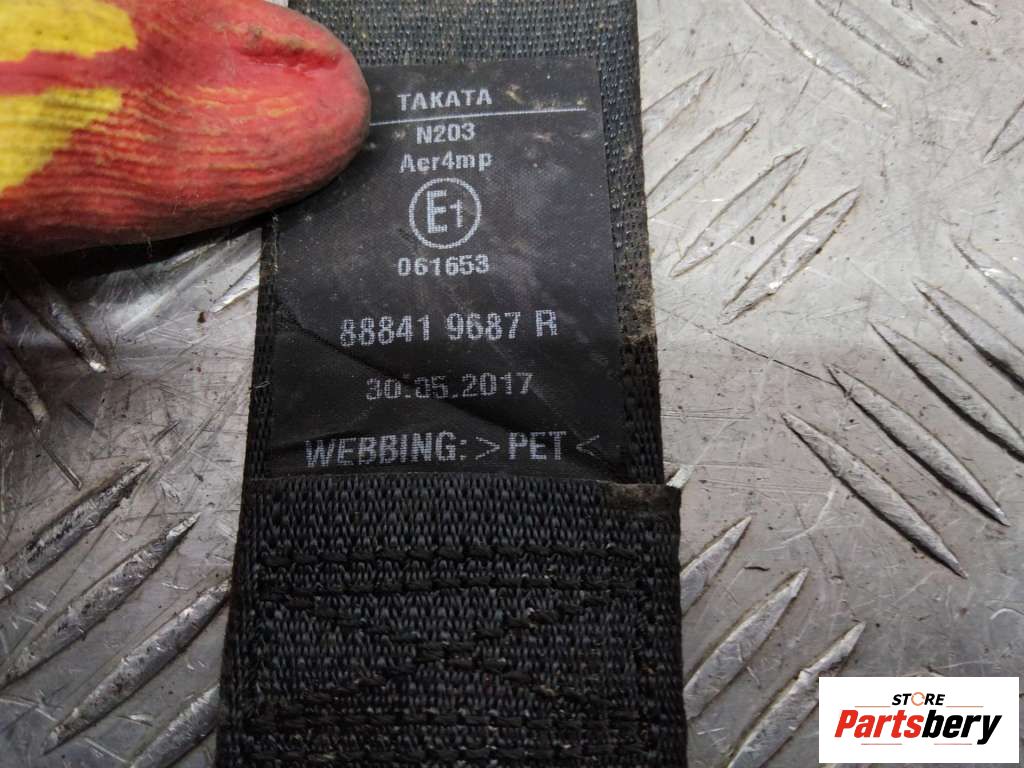 TAKATA
N203
Aer4mp
E1
061653
88841 9687 R
30.05.2017
WEBBING: >PET<
STORE
Partsbery